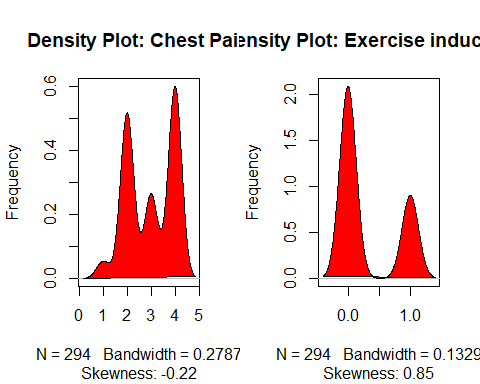 Density Plot: Chest Pai
ensity Plot: Exercise induc
Frequency
0.0
0.2
0.4
0.6
0 1 2 3 4 5
N = 294 Bandwidth = 0.2787
Skewness: -0.22
Frequency
0.0
0.5
1.0
1.5
2.0
0.0 1.0
N = 294 Bandwidth = 0.1329
Skewness: 0.85